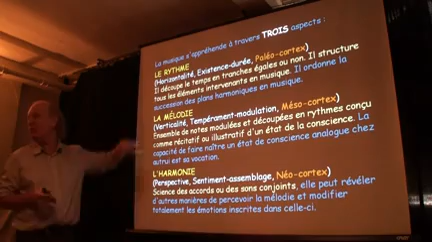 La musique s'appréhende à travers TROIS aspects :
LE RYTHME
(Horizontalité, Existence-durée, Paléo-cortex)
Il découpe le temps en tranches égales ou non. Il structure
tous les éléments intervenants en musique. Il ordonne la
succession des plans harmoniques en musique.
LA MÉLODIE
(Verticalité, Tempérament-modulation, Méso-cortex)
Ensemble de notes modulées et découpées en rythmes conçu
comme récitatif ou illustratif d'un état de la conscience. La
capacité de faire naître un état de conscience analogue chez
autrui est sa vocation.
L'HARMONIE
(Perspective, Sentiment-assemblage, Néo-cortex)
Science des accords ou des sons conjoints, elle peut révéler
d'autres manières de percevoir la mélodie et modifier
totalement les émotions inscrites dans celle-ci.